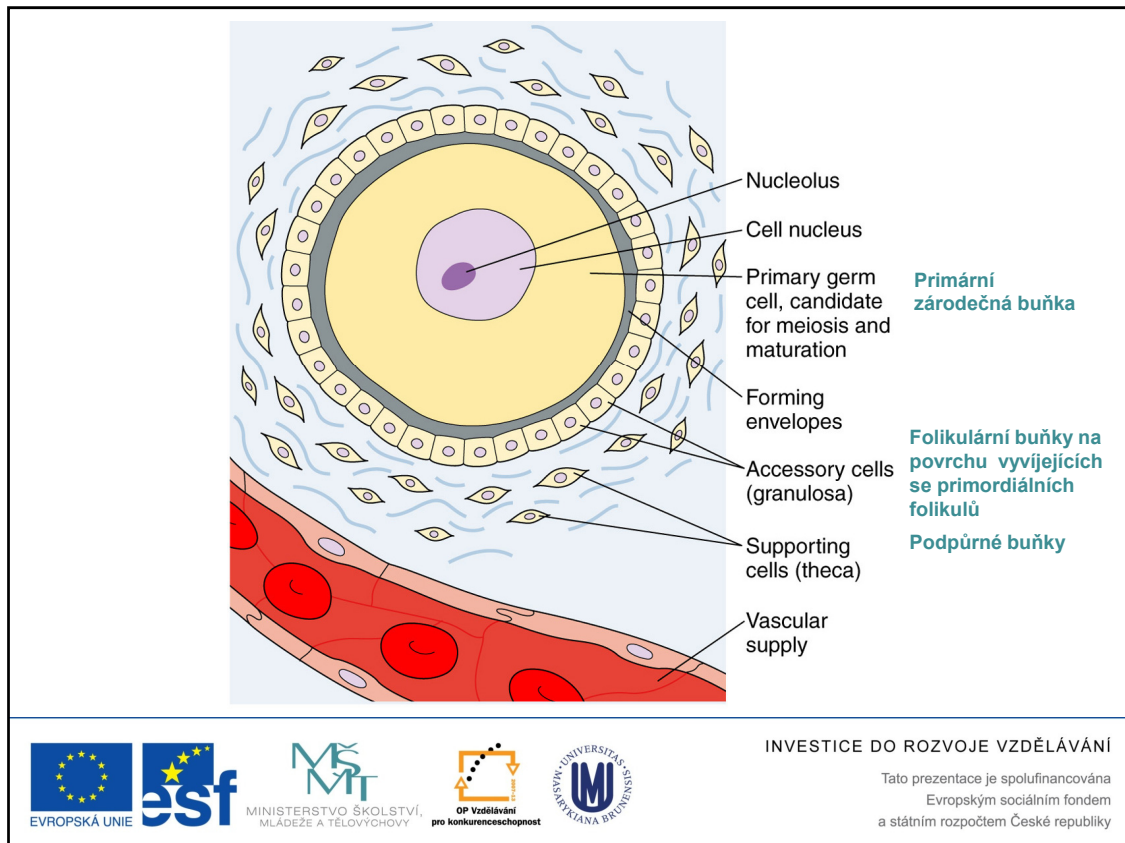 Nucleolus
Cell nucleus
Primary germ
cell, candidate
for meiosis and
maturation
Primární
zárodečná buňka
Forming
envelopes
Accessory cells
(granulosa)
Folikulární buňky na
povrchu vyvíjejících
se primordiálních
folikulů
Supporting
cells (theca)
Podpůrné buňky
Vascular
supply
EVROPSKÁ UNIE
esf
MŠMT
MINISTERSTVO ŠKOLSTVÍ,
MLÁDEŽE A TĚLOVÝCHOVY
OP Vzdělávání
pro konkurenceschopnost
UNIVERSITAS
MASARYKIANA BRUNENSIS
INVESTICE DO ROZVOJE VZDĚLÁVÁNÍ
Tato prezentace je spolufinancována
Evropským sociálním fondem
a státním rozpočtem České republiky